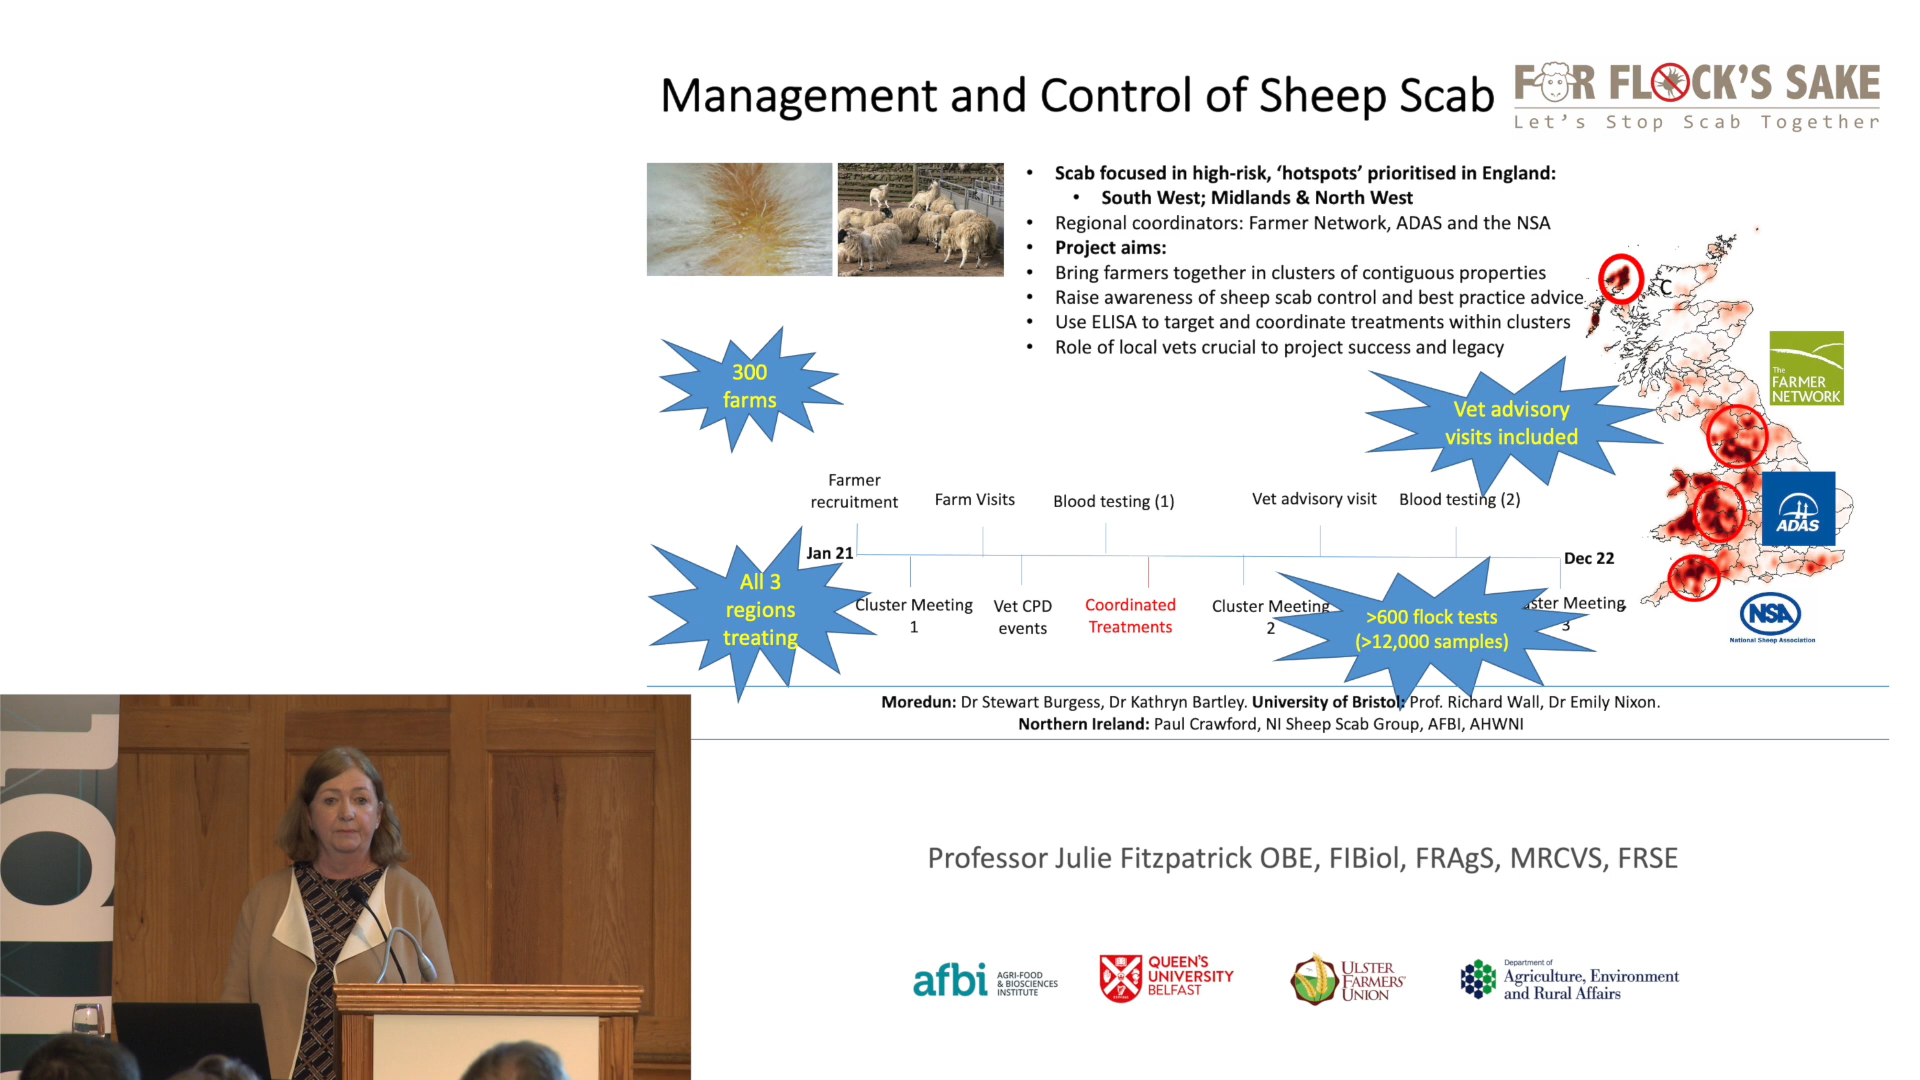 Management and Control of Sheep Scab
FOR FLOCK'S SAKE
Let's Stop Scab Together
• Scab focused in high-risk, ‘hotspots’ prioritised in England:
• South West; Midlands & North West
• Regional coordinators: Farmer Network, ADAS and the NSA
• Project aims:
• Bring farmers together in clusters of contiguous properties
• Raise awareness of sheep scab control and best practice advice
• Use ELISA to target and coordinate treatments within clusters
• Role of local vets crucial to project success and legacy
C
The
FARMER
NETWORK
300
farms
Vet advisory
visits included
Farmer
recruitment
Farm Visits
Blood testing (1)
Vet advisory visit
Blood testing (2)
ADAS
Jan 21
Dec 22
All 3
regions
treating
Cluster Meeting
1
Vet CPD
events
Coordinated
Treatments
Cluster Meeting
2
>600 flock tests
(>12,000 samples)
ster Meeting
3
NSA
National Sheep Association
Moredun: Dr Stewart Burgess, Dr Kathryn Bartley. University of Bristol: Prof. Richard Wall, Dr Emily Nixon.
Northern Ireland: Paul Crawford, NI Sheep Scab Group, AFBI, AHWNI
Professor Julie Fitzpatrick OBE, FIBiol, FRAgS, MRCVS, FRSE
afbi AGRI-FOOD
& BIOSCIENCES
INSTITUTE
QUEEN'S
UNIVERSITY
BELFAST
ULSTER
FARMERS'
UNION
Department of
Agriculture, Environment
and Rural Affairs